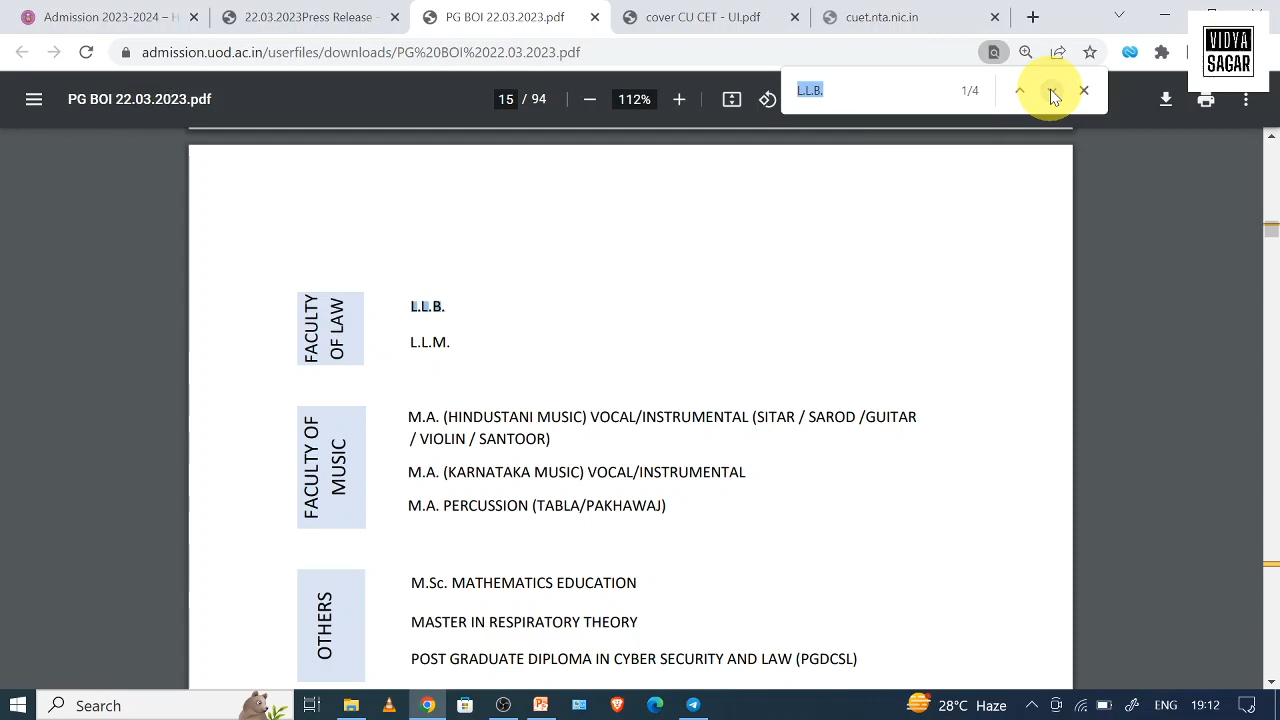 Admission 2023-2024 – H
22.03.2023Press Release -
PG BOI 22.03.2023.pdf
cover CU CET - UI.pdf
cuet.nta.nic.in
admission.uod.ac.in/userfiles/downloads/PG%20BOI%2022.03.2023.pdf
VIDYA
SAGAR
PG BOI 22.03.2023.pdf
15 / 94
112%
L.L.B.
1/4
FACULTY
OF LAW
L.L.B.
L.L.M.
FACULTY OF
MUSIC
M.A. (HINDUSTANI MUSIC) VOCAL/INSTRUMENTAL (SITAR / SAROD /GUITAR
/ VIOLIN / SANTOOR)
M.A. (KARNATAKA MUSIC) VOCAL/INSTRUMENTAL
M.A. PERCUSSION (TABLA/PAKHAWAJ)
OTHERS
M.Sc. MATHEMATICS EDUCATION
MASTER IN RESPIRATORY THEORY
POST GRADUATE DIPLOMA IN CYBER SECURITY AND LAW (PGDCSL)
Search
28°C Haze
ENG
19:12